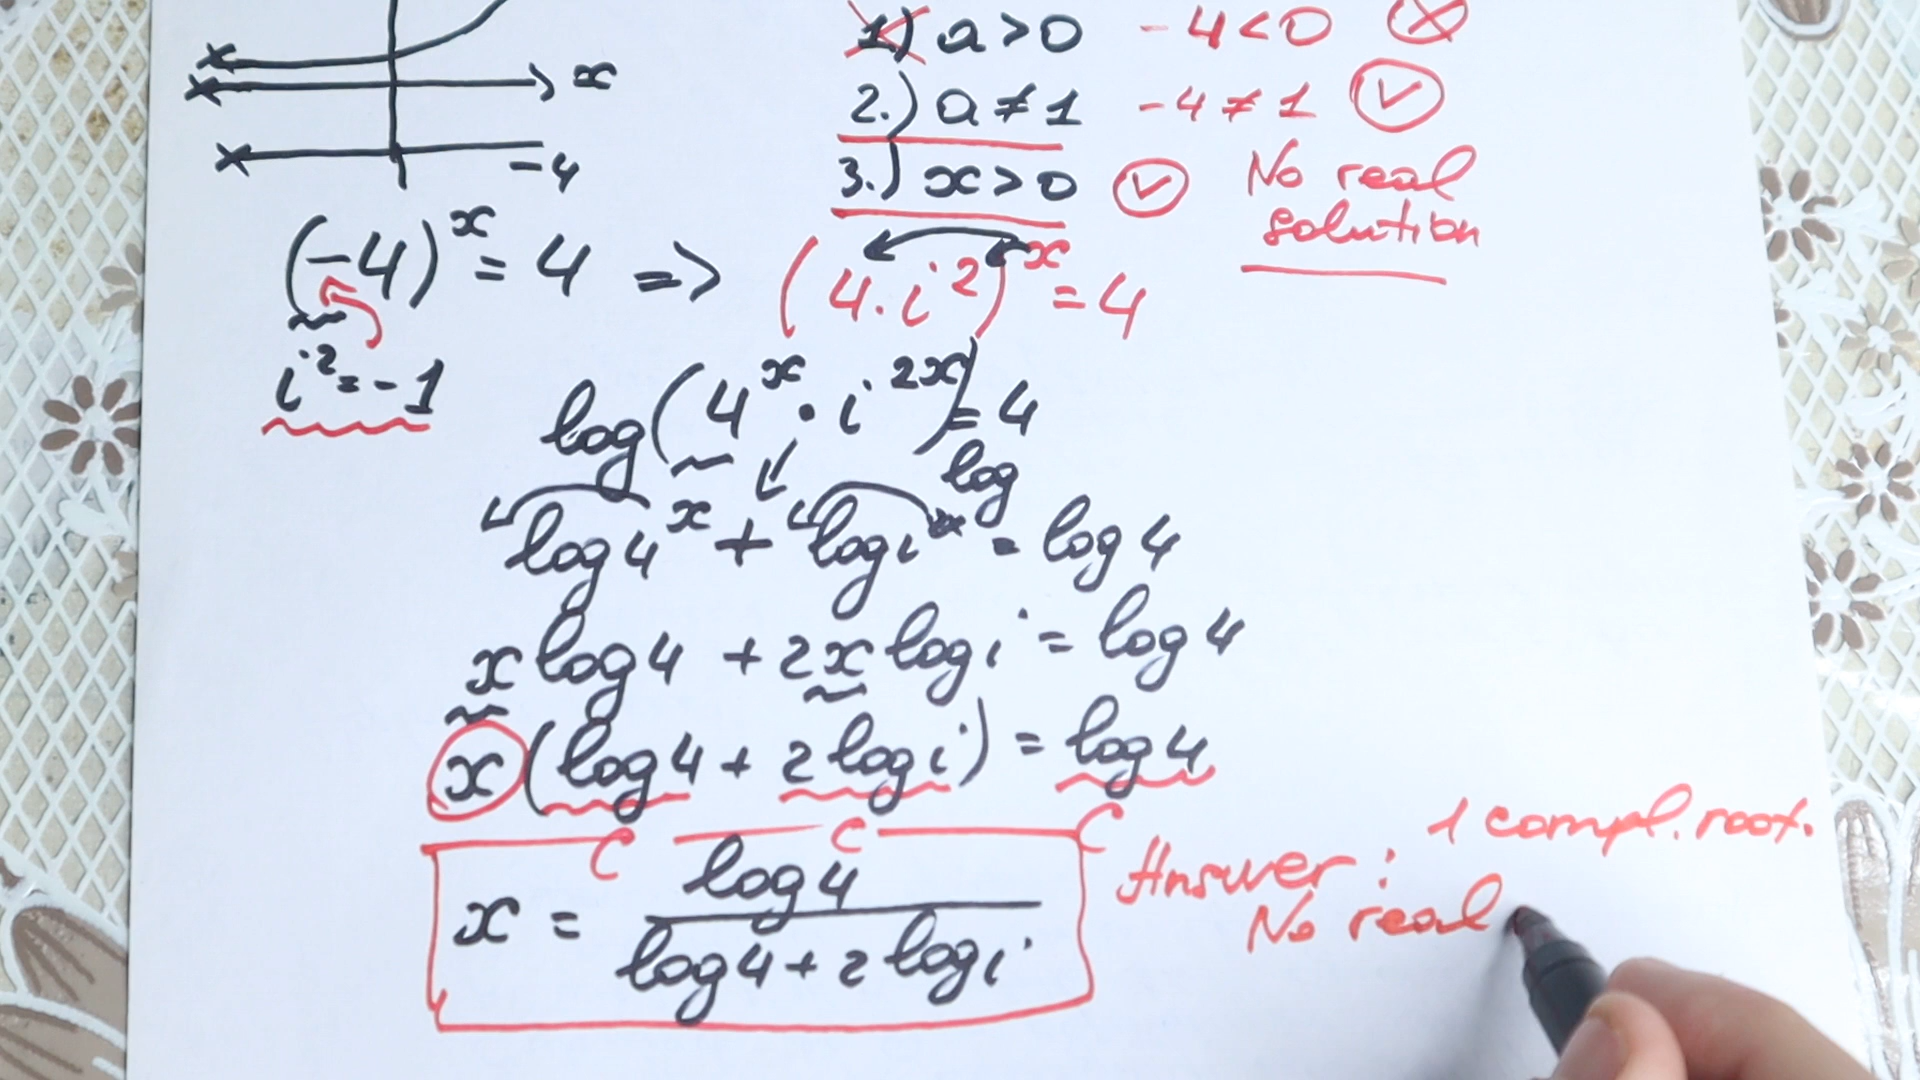 x
-4
1) a > 0 -4 < 0
2.) a ≠ 1 -4 ≠ 1
3.) x > 0 No real
solution
(-4)^x = 4 => (4·i^2)^x = 4
i^2 = -1
log(4^x · i^2x) = 4
log
log4^x + log i = log 4
x log 4 + 2x log i = log 4
x (log 4 + 2 log i) = log 4
C C C
x = log 4 / log 4 + 2 log i
Answer: 1 compl. root.
No real